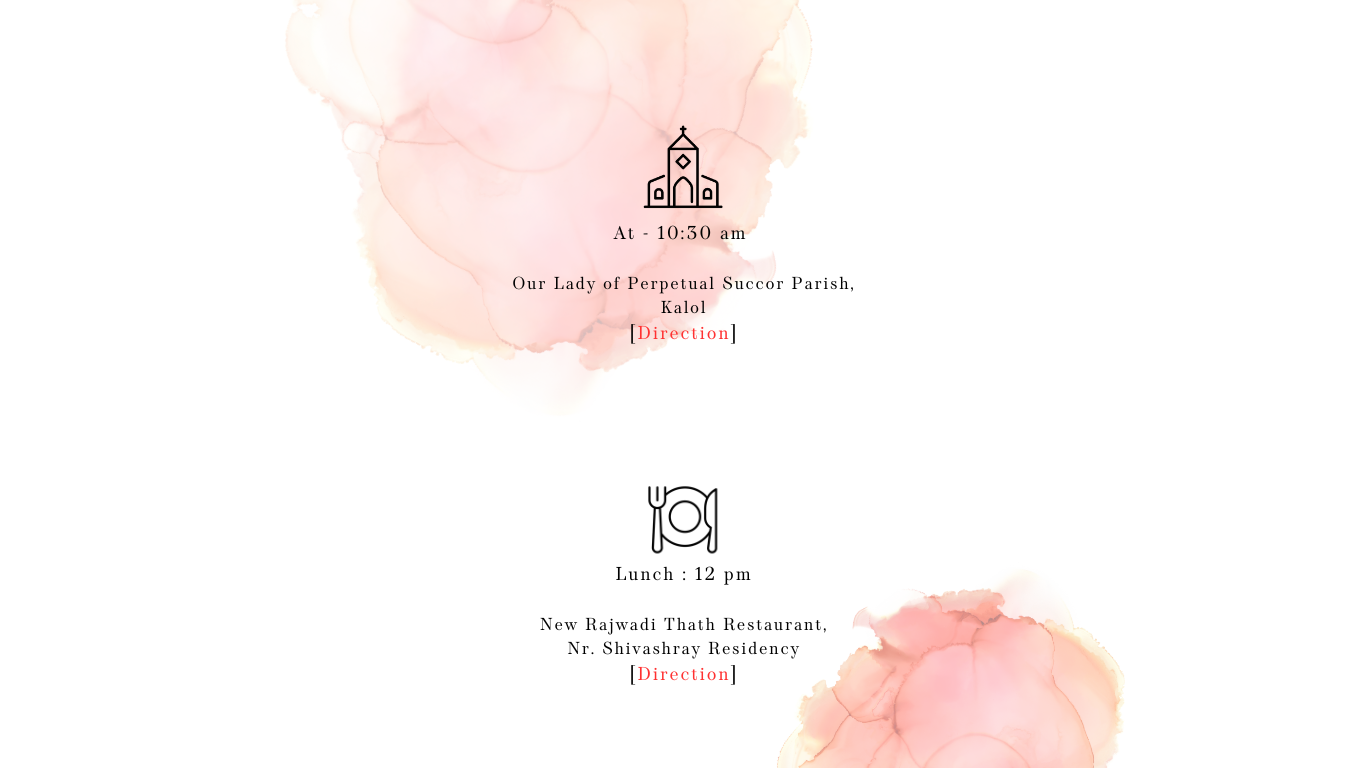 At - 10:30 am
Our Lady of Perpetual Succor Parish,
Kalol
[Direction]
Lunch : 12 pm
New Rajwadi Thath Restaurant,
Nr. Shivashray Residency
[Direction]